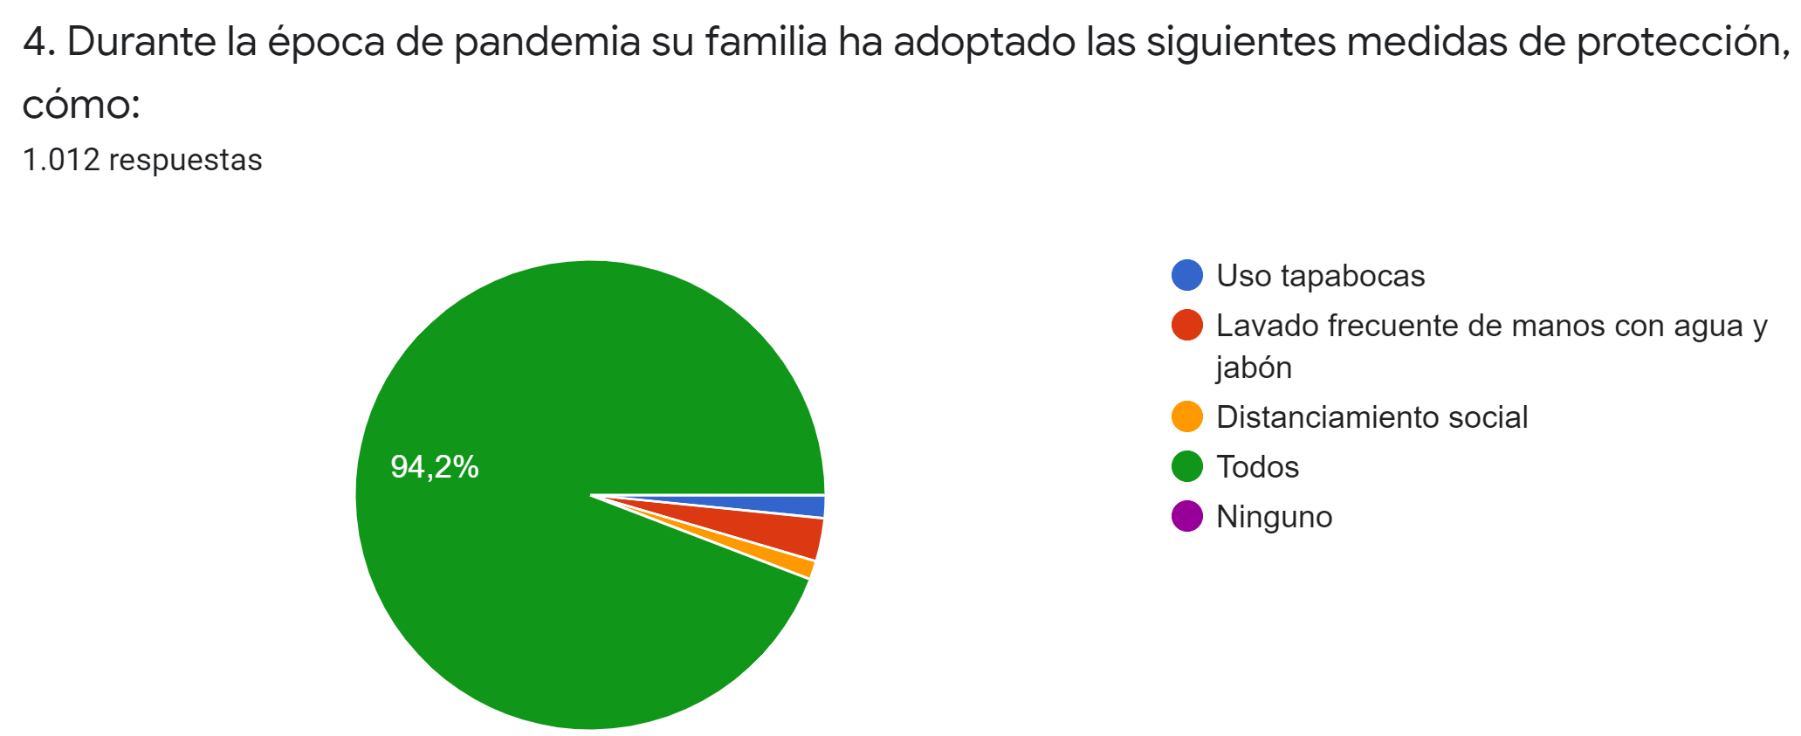 4. Durante la época de pandemia su familia ha adoptado las siguientes medidas de protección,
cómo:
1.012 respuestas
94,2%
Uso tapabocas
Lavado frecuente de manos con agua y
jabón
Distanciamiento social
Todos
Ninguno